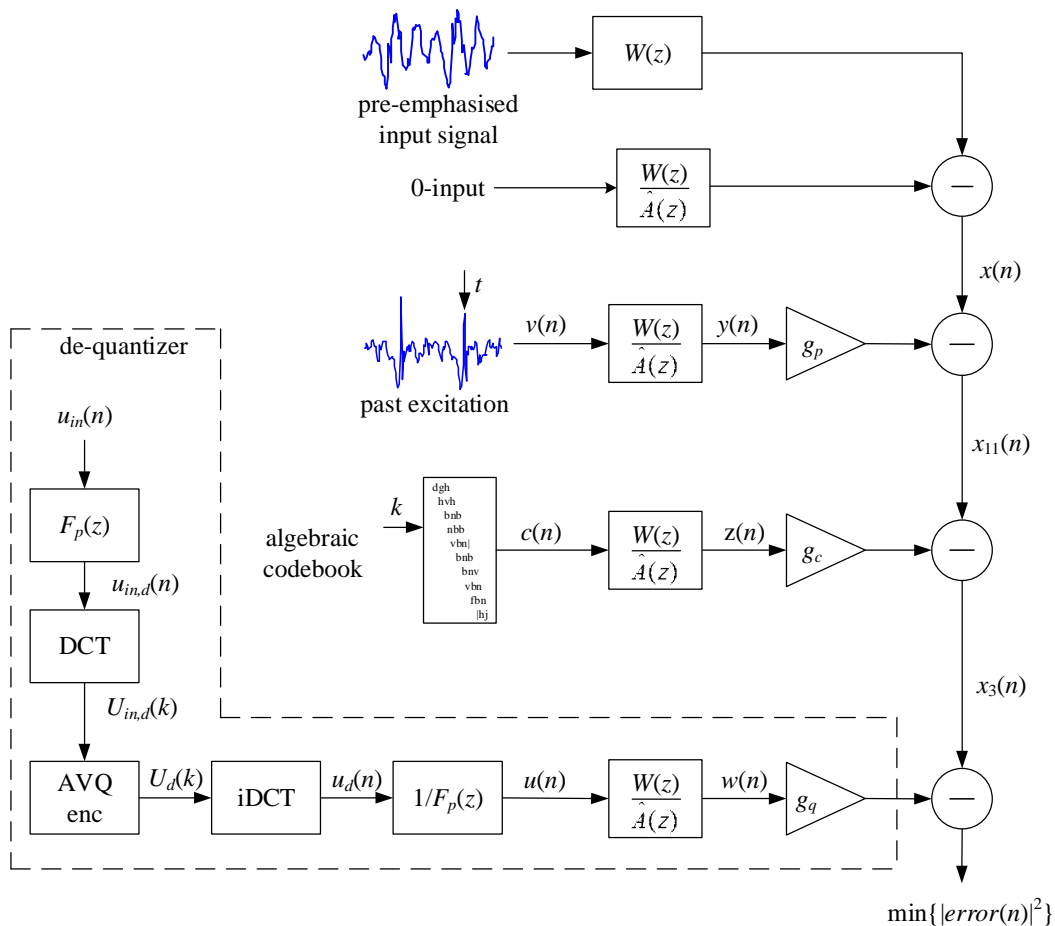 W(z)
pre-emphasised
input signal
0-input
W(z)
Â(z)
x(n)
t
v(n)
W(z)
Â(z)
y(n)
g_p
past excitation
de-quantizer
u_in(n)
x_11(n)
F_p(z)
k
dgh
hvh
bnb
nbb
vbn|
bnb
bnv
vbn
fbn
|hj
algebraic
codebook
c(n)
W(z)
Â(z)
z(n)
g_c
u_in,d(n)
DCT
U_in,d(k)
x_3(n)
AVQ
enc
U_d(k)
iDCT
u_d(n)
1/F_p(z)
u(n)
W(z)
Â(z)
w(n)
g_q
min{|error(n)|²}